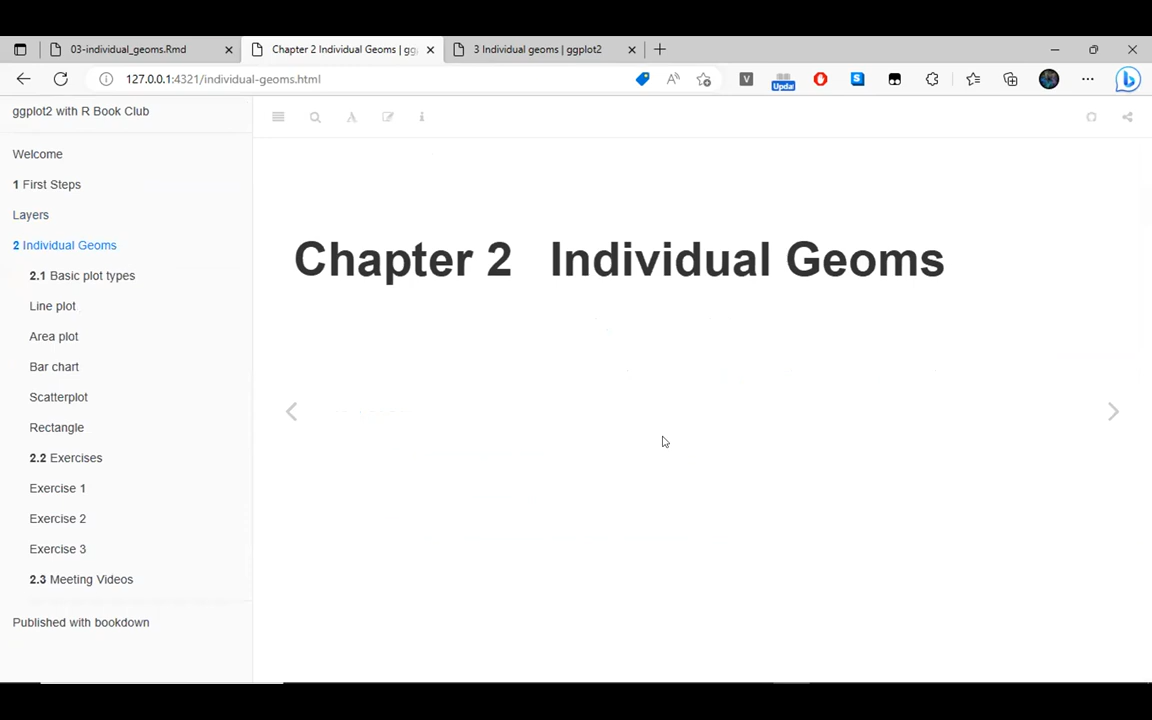 03-individual_geoms.Rmd
Chapter 2 Individual Geoms | gg
3 Individual geoms | ggplot2
127.0.0.1:4321/individual-geoms.html
V
Updat
S
b
ggplot2 with R Book Club
Welcome
1 First Steps
Layers
2 Individual Geoms
2.1 Basic plot types
Line plot
Area plot
Bar chart
Scatterplot
Rectangle
2.2 Exercises
Exercise 1
Exercise 2
Exercise 3
2.3 Meeting Videos
Published with bookdown
Chapter 2 Individual Geoms